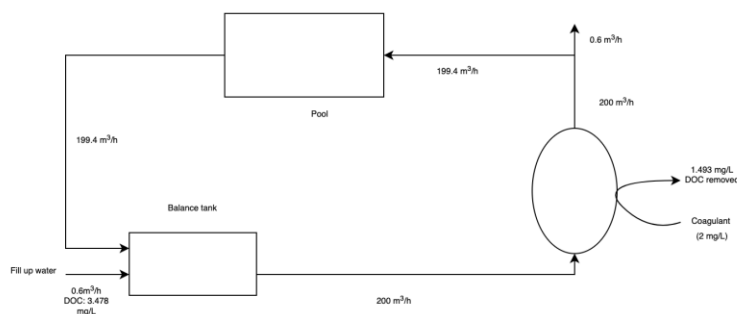 0.6 m³/h
199.4 m³/h
200 m³/h
Pool
199.4 m³/h
1.493 mg/L
DOC removed
Balance tank
Coagulant
(2 mg/L)
Fill up water
0.6m³/h
DOC: 3.478
mg/L
200 m³/h